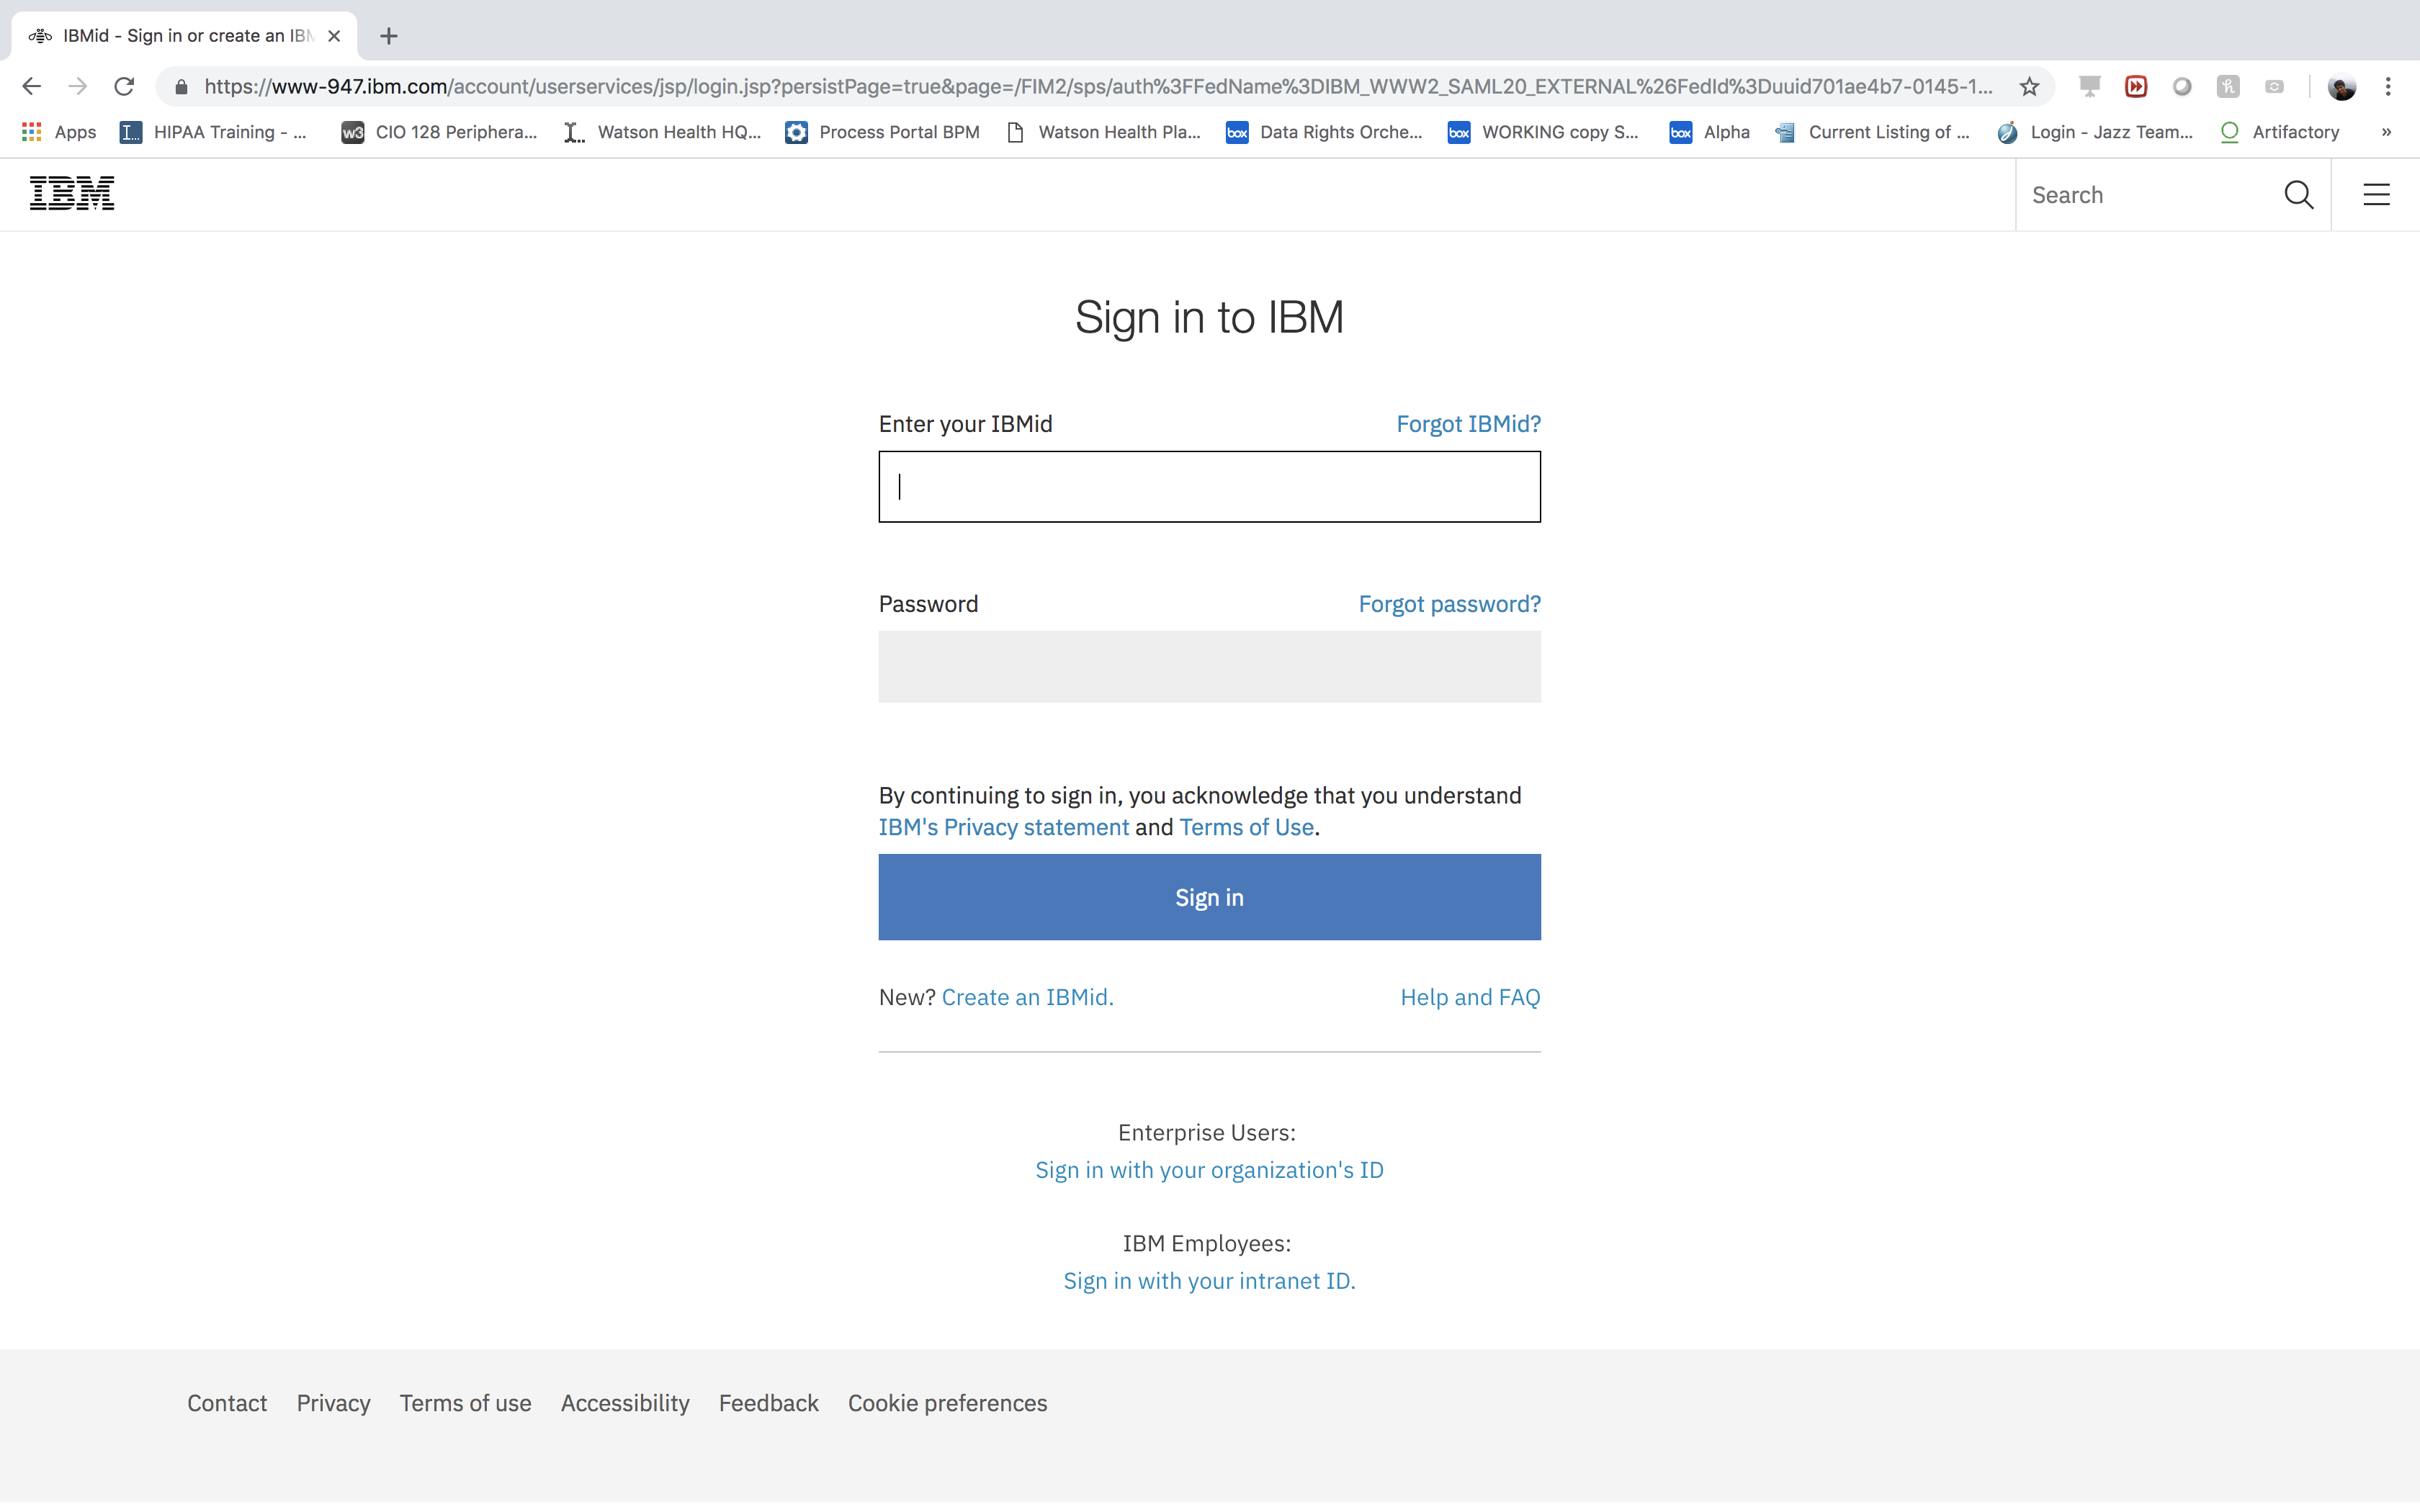 IBMid - Sign in or create an IBM
https://www-947.ibm.com/account/userservices/jsp/login.jsp?persistPage=true&page=/FIM2/sps/auth%3FFedName%3DIBM_WWW2_SAML20_EXTERNAL%26FedId%3Duuid701ae4b7-0145-1...
Apps I... HIPAA Training - ... w3 CIO 128 Periphera... I... Watson Health HQ... Process Portal BPM Watson Health Pla... box Data Rights Orche... box WORKING copy S... box Alpha Current Listing of ... Login - Jazz Team... Artifactory »
IBM Search
Sign in to IBM
Enter your IBMid Forgot IBMid?
Password Forgot password?
By continuing to sign in, you acknowledge that you understand
IBM's Privacy statement and Terms of Use.
Sign in
New? Create an IBMid. Help and FAQ
Enterprise Users:
Sign in with your organization's ID
IBM Employees:
Sign in with your intranet ID.
Contact Privacy Terms of use Accessibility Feedback Cookie preferences